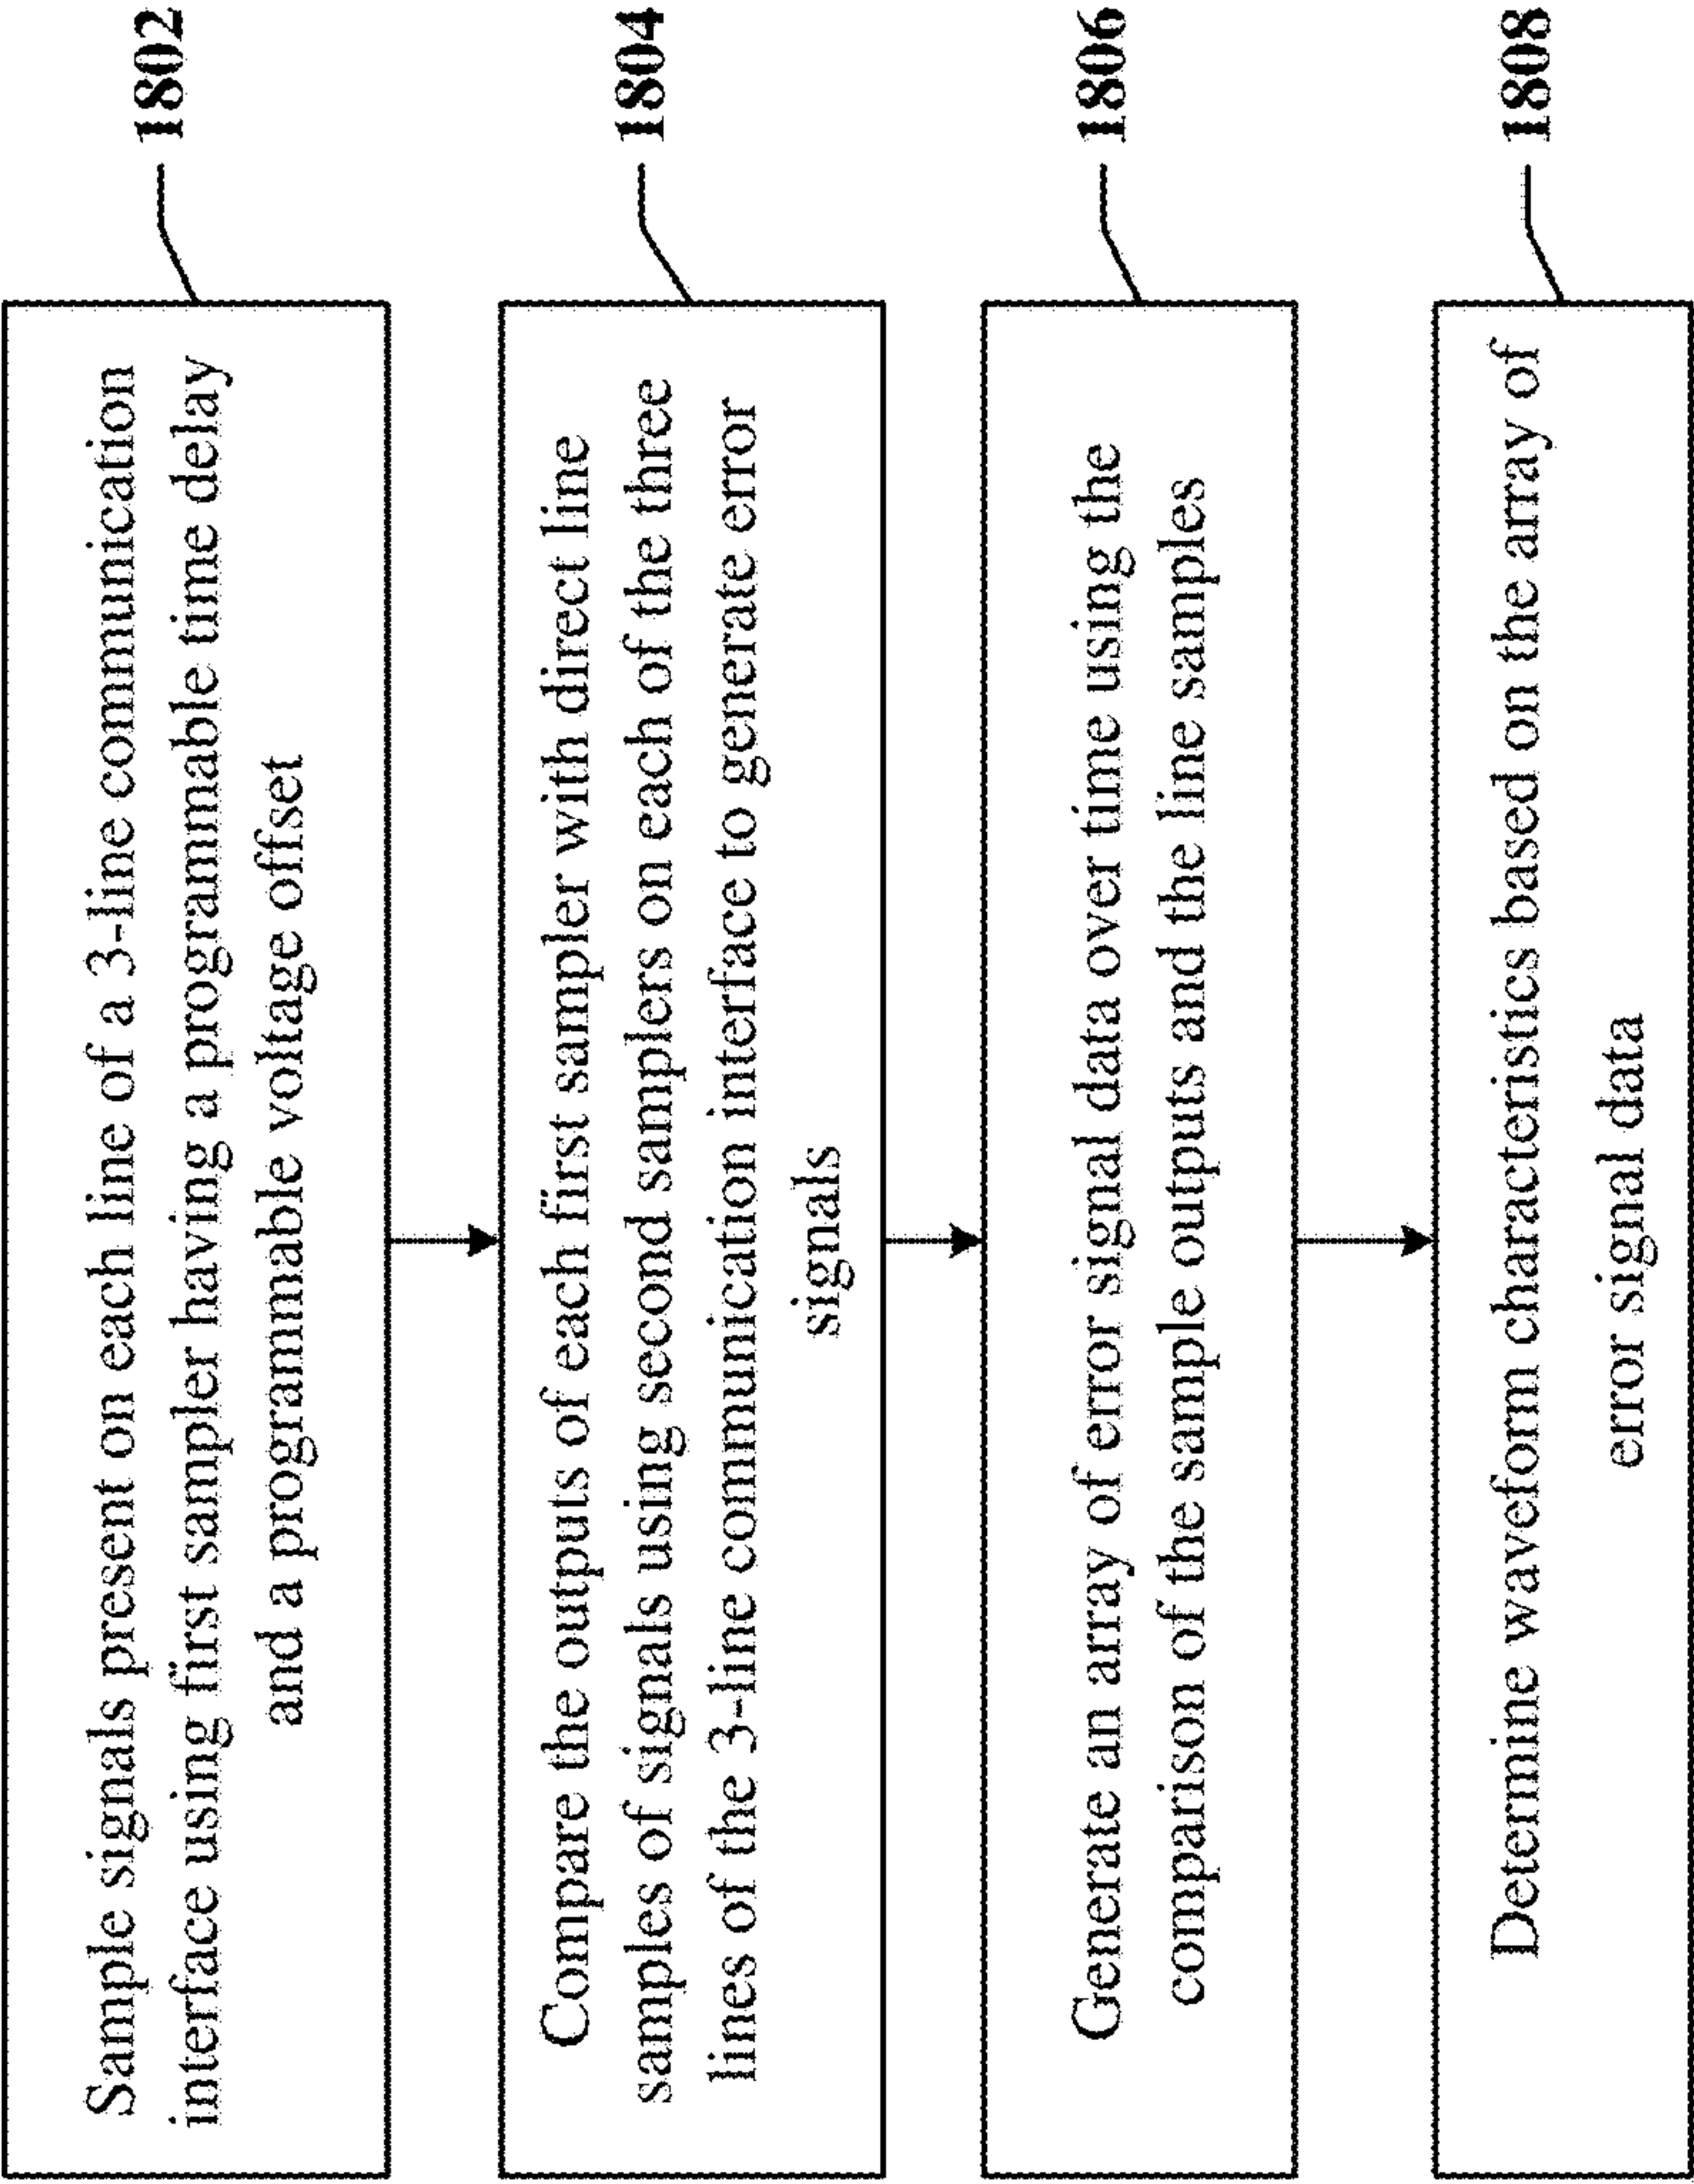 Sample signals present on each line of a 3-line communication
interface using first sampler having a programmable time delay
and a programmable voltage offset
1802
Compare the outputs of each first sampler with direct line
samples of signals using second samplers on each of the three
lines of the 3-line communication interface to generate error
signals
1804
Generate an array of error signal data over time using the
comparison of the sample outputs and the line samples
1806
Determine waveform characteristics based on the array of
error signal data
1808